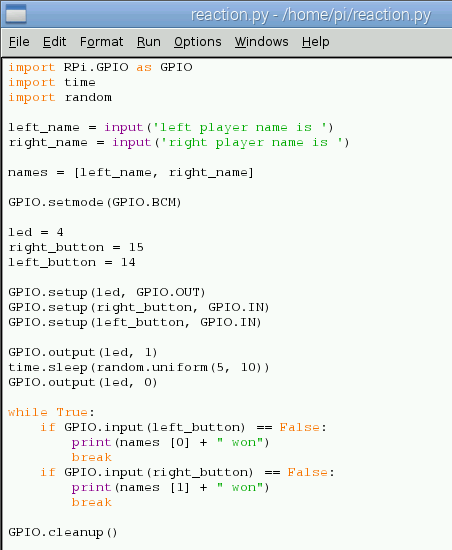 reaction.py - /home/pi/reaction.py
File Edit Format Run Options Windows Help
import RPi.GPIO as GPIO
import time
import random
left_name = input('left player name is ')
right_name = input('right player name is ')
names = [left_name, right_name]
GPIO.setmode(GPIO.BCM)
led = 4
right_button = 15
left_button = 14
GPIO.setup(led, GPIO.OUT)
GPIO.setup(right_button, GPIO.IN)
GPIO.setup(left_button, GPIO.IN)
GPIO.output(led, 1)
time.sleep(random.uniform(5, 10))
GPIO.output(led, 0)
while True:
    if GPIO.input(left_button) == False:
        print(names [0] + " won")
        break
    if GPIO.input(right_button) == False:
        print(names [1] + " won")
        break
GPIO.cleanup()